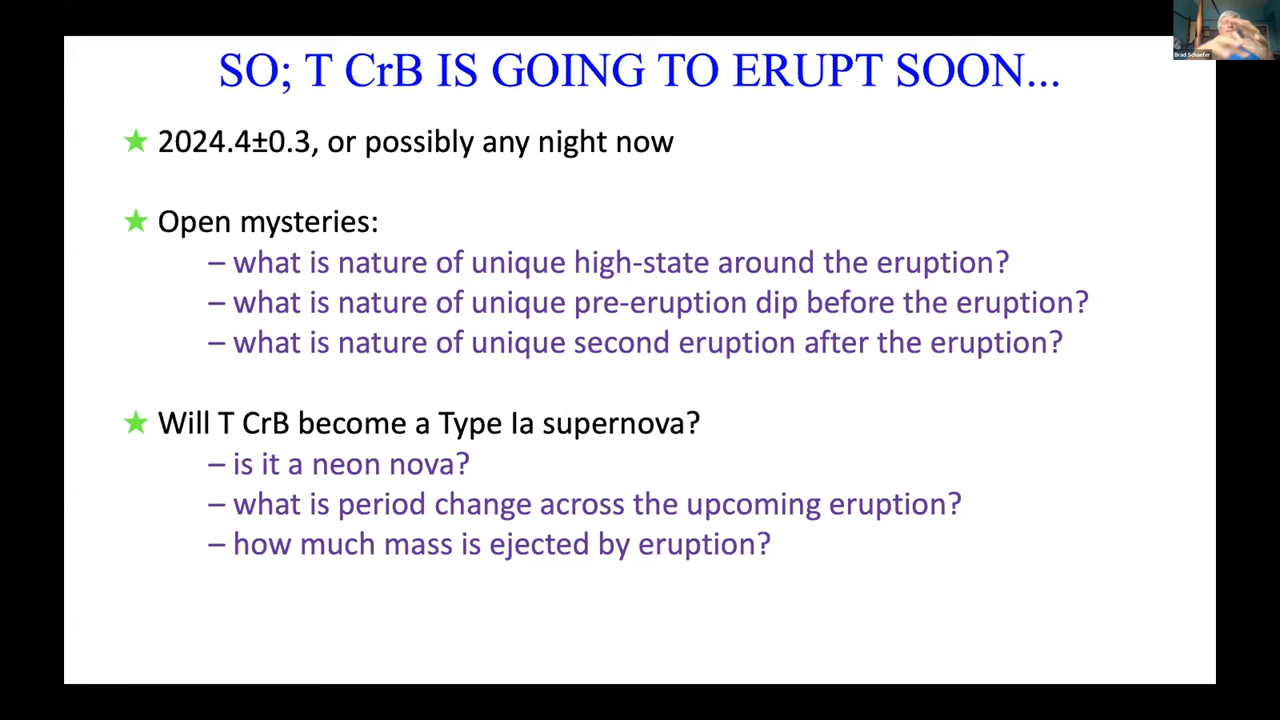 Brad Schaefer
SO; T CrB IS GOING TO ERUPT SOON...
★ 2024.4±0.3, or possibly any night now
★ Open mysteries:
– what is nature of unique high-state around the eruption?
– what is nature of unique pre-eruption dip before the eruption?
– what is nature of unique second eruption after the eruption?
★ Will T CrB become a Type Ia supernova?
– is it a neon nova?
– what is period change across the upcoming eruption?
– how much mass is ejected by eruption?